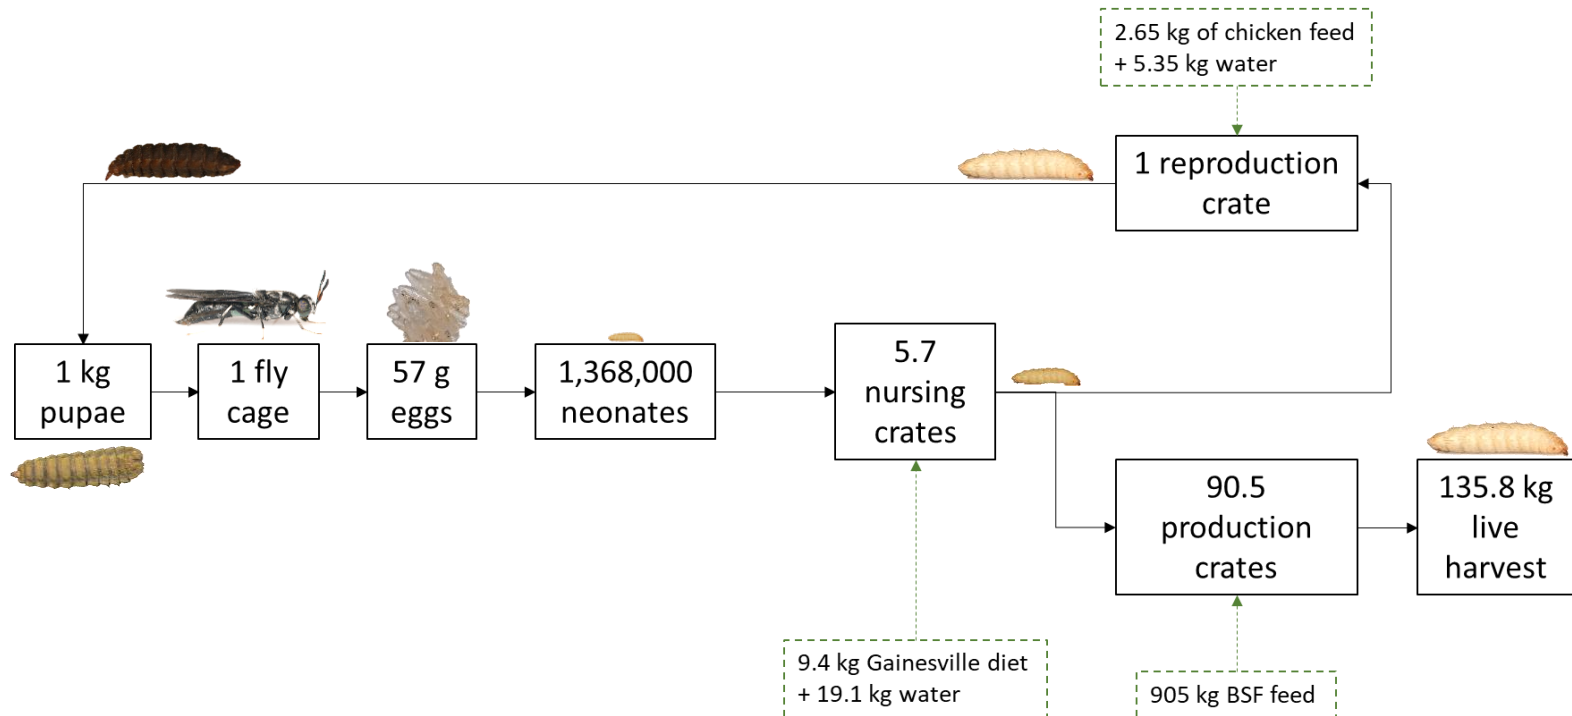 2.65 kg of chicken feed
+ 5.35 kg water
1 reproduction
crate
1 kg
pupae
1 fly
cage
57 g
eggs
1,368,000
neonates
5.7
nursing
crates
90.5
production
crates
135.8 kg
live
harvest
9.4 kg Gainesville diet
+ 19.1 kg water
905 kg BSF feed